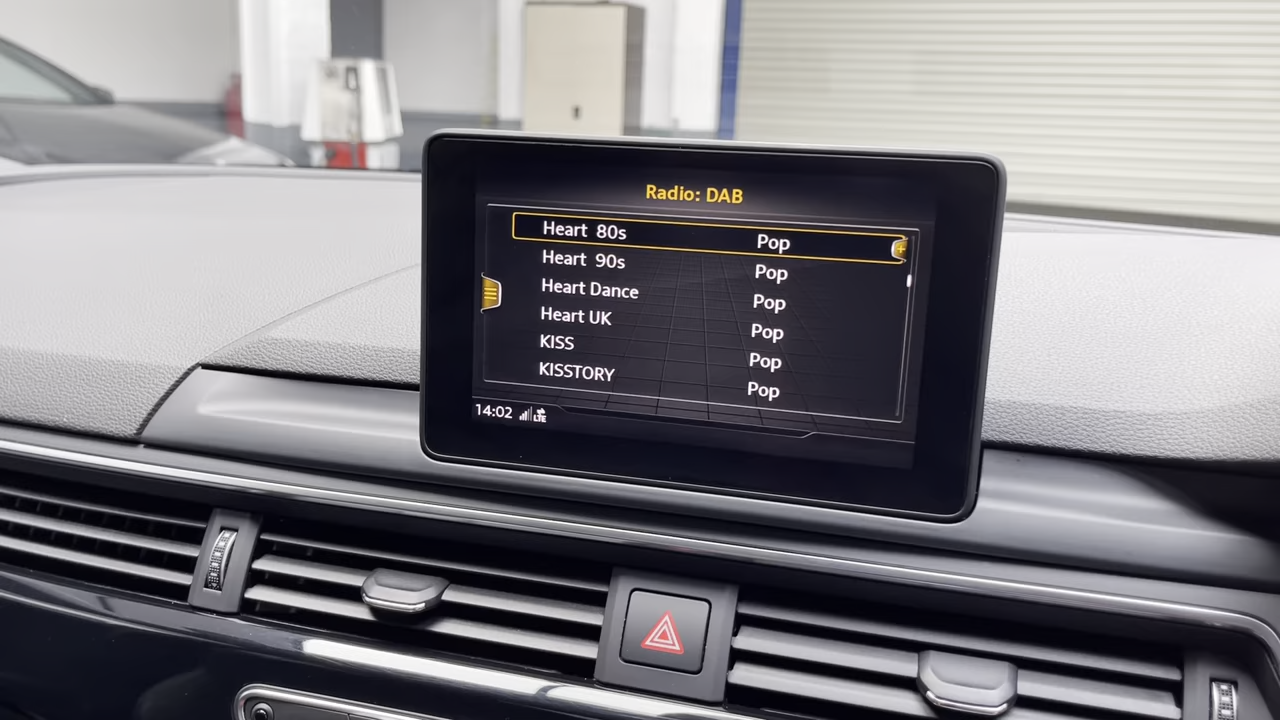 Radio: DAB
Heart 80s Pop
Heart 90s Pop
Heart Dance Pop
Heart UK Pop
KISS Pop
KISSTORY Pop
14:02 LTE